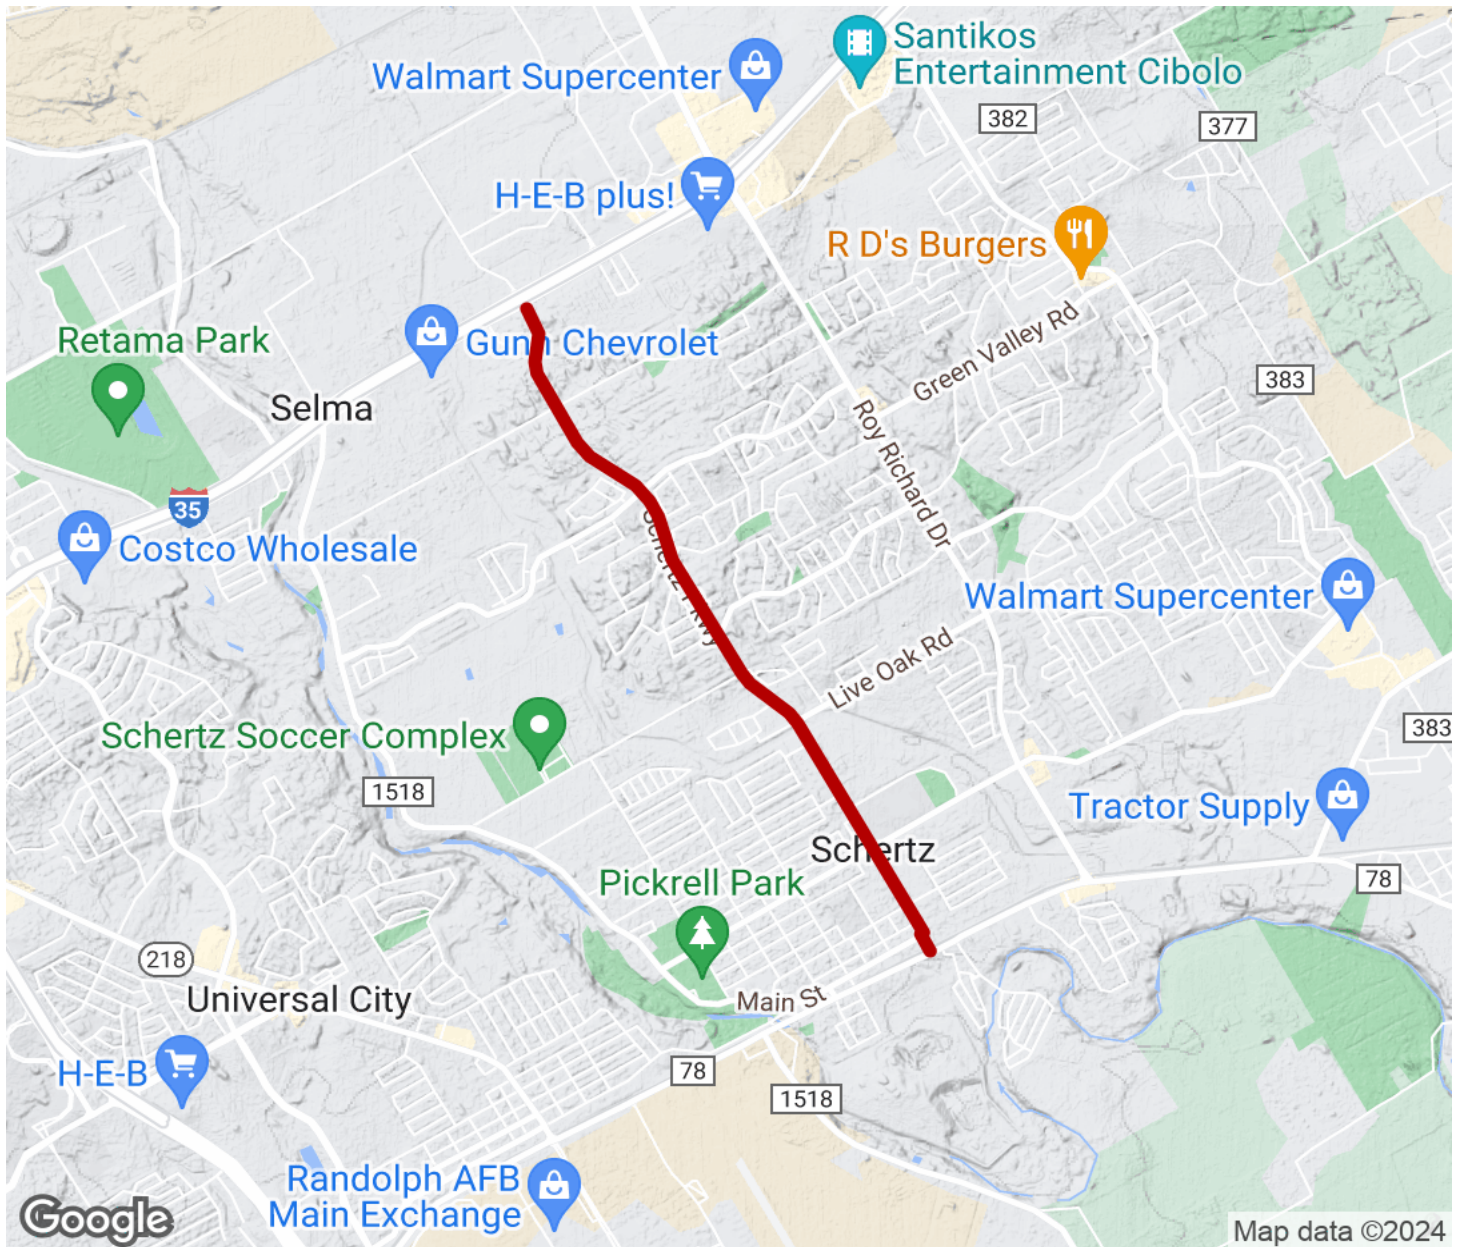 Santikos
Entertainment Cibolo
Walmart Supercenter
382
377
H-E-B plus!
R D's Burgers
Green Valley Rd
Retama Park
Gunn Chevrolet
383
Selma
Roy Richard Dr
35
Costco Wholesale
Schertz Pkwy
Walmart Supercenter
Live Oak Rd
Schertz Soccer Complex
383
1518
Tractor Supply
Schertz
Pickrell Park
78
218
Universal City
Main St
H-E-B
78
1518
Randolph AFB
Main Exchange
Google
Map data ©2024